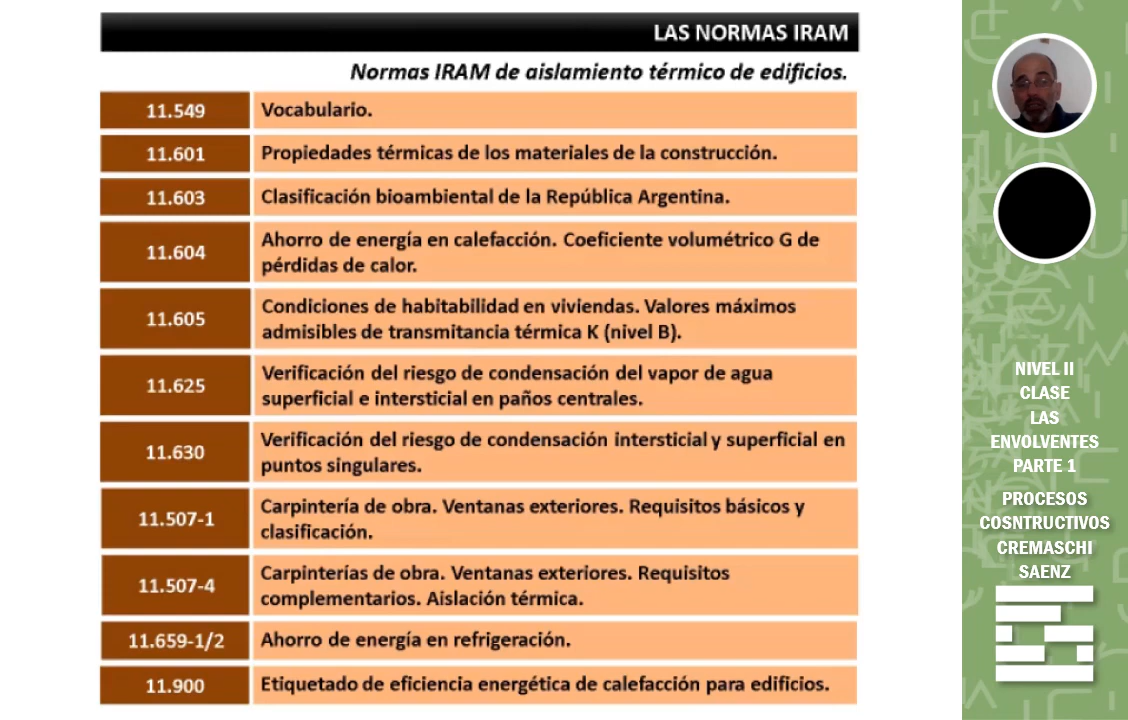 LAS NORMAS IRAM
Normas IRAM de aislamiento térmico de edificios.
11.549 Vocabulario.
11.601 Propiedades térmicas de los materiales de la construcción.
11.603 Clasificación bioambiental de la República Argentina.
11.604 Ahorro de energía en calefacción. Coeficiente volumétrico G de
pérdidas de calor.
11.605 Condiciones de habitabilidad en viviendas. Valores máximos
admisibles de transmitancia térmica K (nivel B).
11.625 Verificación del riesgo de condensación del vapor de agua
superficial e intersticial en paños centrales.
11.630 Verificación del riesgo de condensación intersticial y superficial en
puntos singulares.
11.507-1 Carpintería de obra. Ventanas exteriores. Requisitos básicos y
clasificación.
11.507-4 Carpinterías de obra. Ventanas exteriores. Requisitos
complementarios. Aislación térmica.
11.659-1/2 Ahorro de energía en refrigeración.
11.900 Etiquetado de eficiencia energética de calefacción para edificios.
NIVEL II
CLASE
LAS
ENVOLVENTES
PARTE 1
PROCESOS
COSNTRUCTIVOS
CREMASCHI
SAENZ